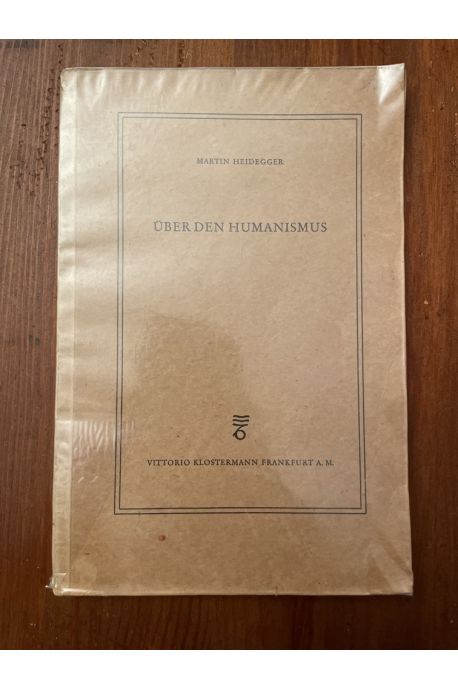 MARTIN HEIDEGGER
ÜBER DEN HUMANISMUS
VITTORIO KLOSTERMANN FRANKFURT A. M.